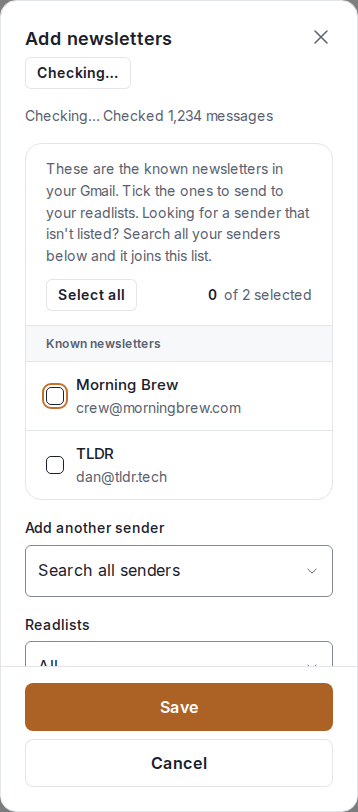 Add newsletters
Checking...
Checking... Checked 1,234 messages
These are the known newsletters in
your Gmail. Tick the ones to send to
your readlists. Looking for a sender that
isn't listed? Search all your senders
below and it joins this list.
Select all
0 of 2 selected
Known newsletters
Morning Brew
crew@morningbrew.com
TLDR
dan@tldr.tech
Add another sender
Search all senders
Readlists
All
Save
Cancel